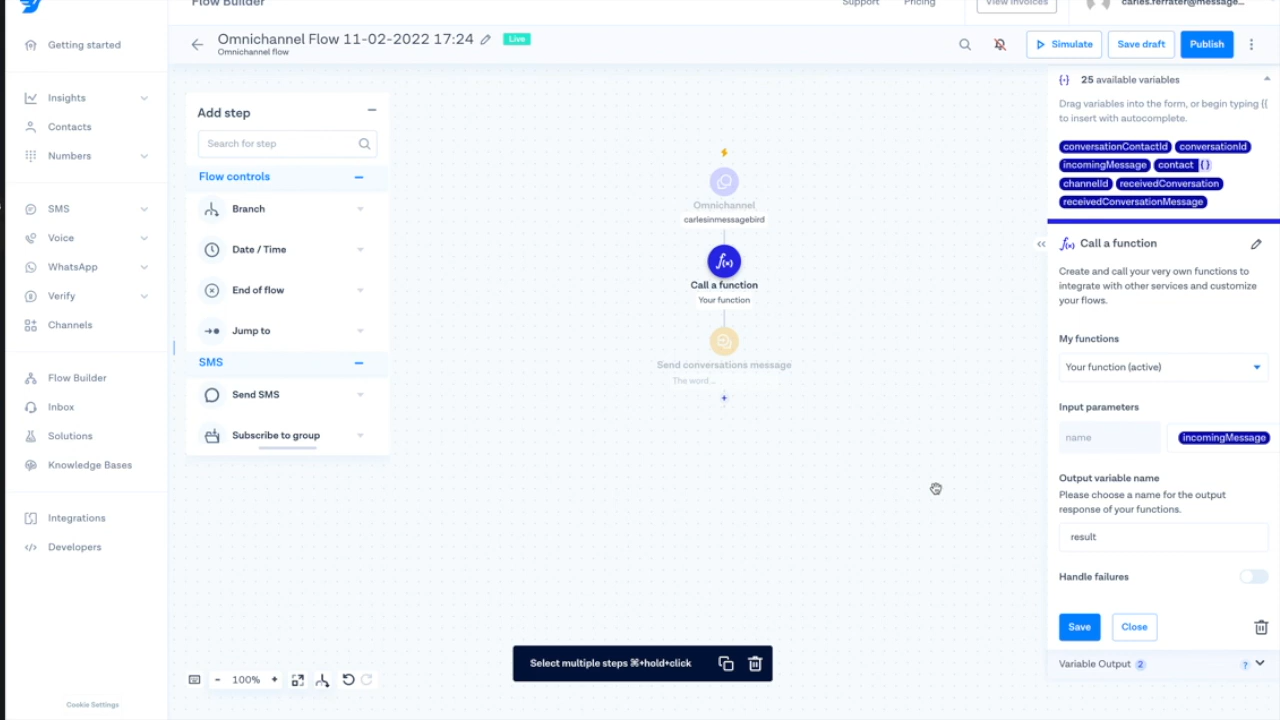 Flow Builder
Support
Pricing
View invoices
carles.ferrater@message...
Omnichannel Flow 11-02-2022 17:24
Live
Omnichannel flow
Simulate
Save draft
Publish
Getting started
Insights
Contacts
Numbers
SMS
Voice
WhatsApp
Verify
Channels
Flow Builder
Inbox
Solutions
Knowledge Bases
Integrations
Developers
Cookie Settings
Add step
Search for step
Flow controls
Branch
Date / Time
End of flow
Jump to
SMS
Send SMS
Subscribe to group
Omnichannel
carlesinmessagebird
f(x)
Call a function
Your function
Send conversations message
The word ...
+
Select multiple steps ⌘+hold+click
- 100% +
25 available variables
Drag variables into the form, or begin typing {{
to insert with autocomplete.
conversationContactId conversationId
incomingMessage contact {}
channelId receivedConversation
receivedConversationMessage
f(x) Call a function
Create and call your very own functions to
integrate with other services and customize
your flows.
My functions
Your function (active)
Input parameters
name incomingMessage
Output variable name
Please choose a name for the output
response of your functions.
result
Handle failures
Save Close
Variable Output 2 ?